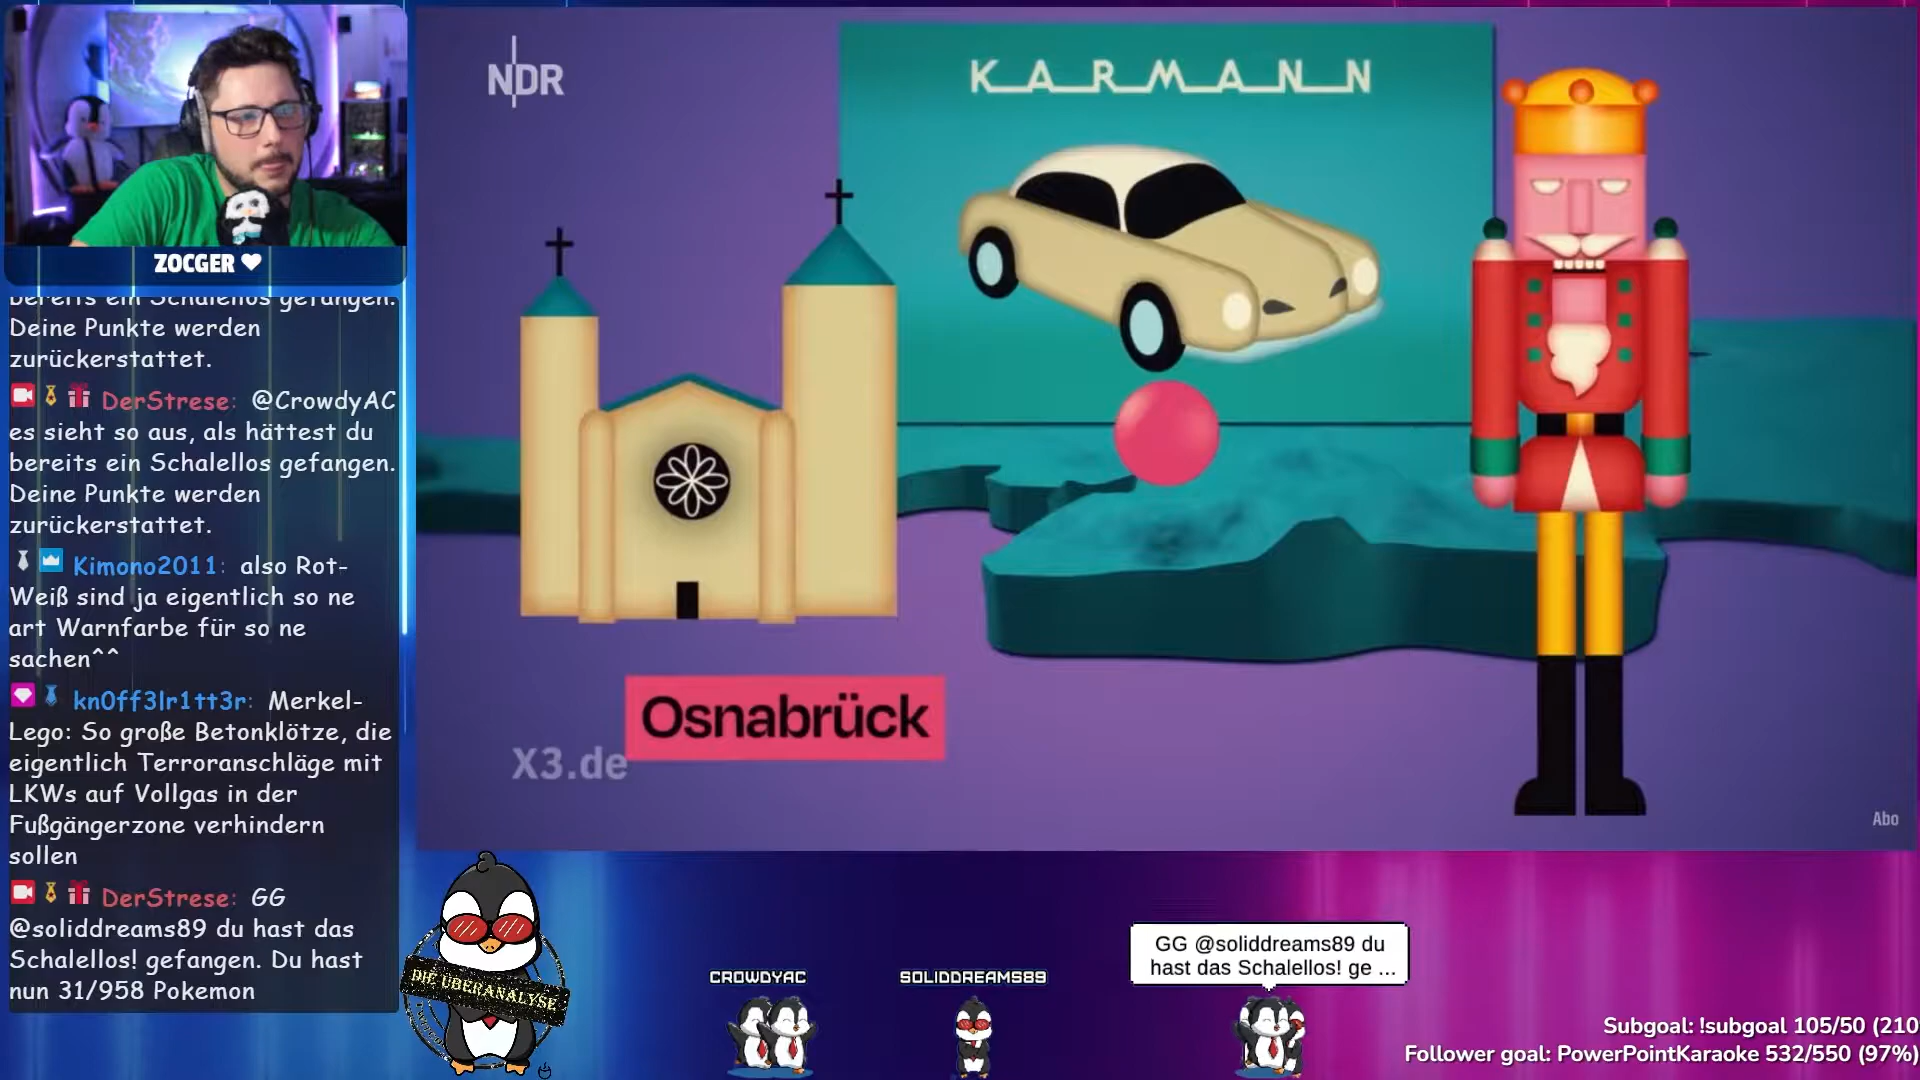 ZOCGER
bereits ein Schalellos gefangen.
Deine Punkte werden
zurückerstattet.
DerStrese: @CrowdyAC
es sieht so aus, als hättest du
bereits ein Schalellos gefangen.
Deine Punkte werden
zurückerstattet.
Kimono2011: also Rot-
Weiß sind ja eigentlich so ne
art Warnfarbe für so ne
sachen^^
kn0ff3lr1tt3r: Merkel-
Lego: So große Betonklötze, die
eigentlich Terroranschläge mit
LKWs auf Vollgas in der
Fußgängerzone verhindern
sollen
DerStrese: GG
@soliddreams89 du hast das
Schalellos! gefangen. Du hast
nun 31/958 Pokemon
NDR
KARMANN
Osnabrück
X3.de
Abo
DIE ÜBERANALYSE
CROWDYAC
SOLIDDREAMS89
GG @soliddreams89 du
hast das Schalellos! ge ...
Subgoal: !subgoal 105/50 (210
Follower goal: PowerPointKaraoke 532/550 (97%)